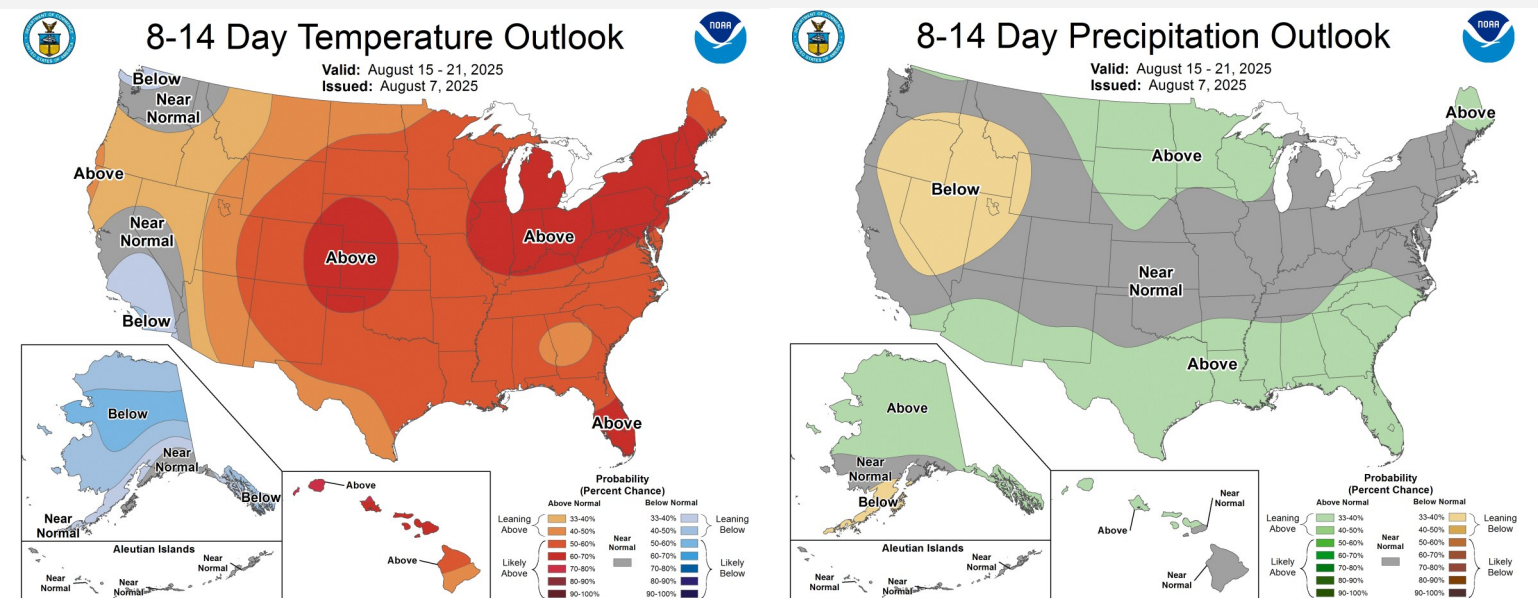 8-14 Day Temperature Outlook
Valid: August 15 - 21, 2025
Issued: August 7, 2025
NOAA
Below
Near
Normal
Above
Near
Normal
Below
Above
Above
Above
Below
Near
Normal
Below
Near
Normal
Aleutian Islands
Near
Normal
Near
Normal
Near
Normal
Above
Above
Probability
(Percent Chance)
Above Normal
Below Normal
Leaning
Above
33-40%
40-50%
Likely
Above
50-60%
60-70%
70-80%
80-90%
90-100%
Near
Normal
33-40%
40-50%
Leaning
Below
50-60%
60-70%
70-80%
80-90%
90-100%
Likely
Below
8-14 Day Precipitation Outlook
Valid: August 15 - 21, 2025
Issued: August 7, 2025
NOAA
Above
Above
Below
Near
Normal
Above
Above
Near
Normal
Below
Aleutian Islands
Near
Normal
Near
Normal
Near
Normal
Near
Normal
Above
Near
Normal
Probability
(Percent Chance)
Above Normal
Below Normal
Leaning
Above
33-40%
40-50%
Likely
Above
50-60%
60-70%
70-80%
80-90%
90-100%
Near
Normal
33-40%
40-50%
Leaning
Below
50-60%
60-70%
70-80%
80-90%
90-100%
Likely
Below